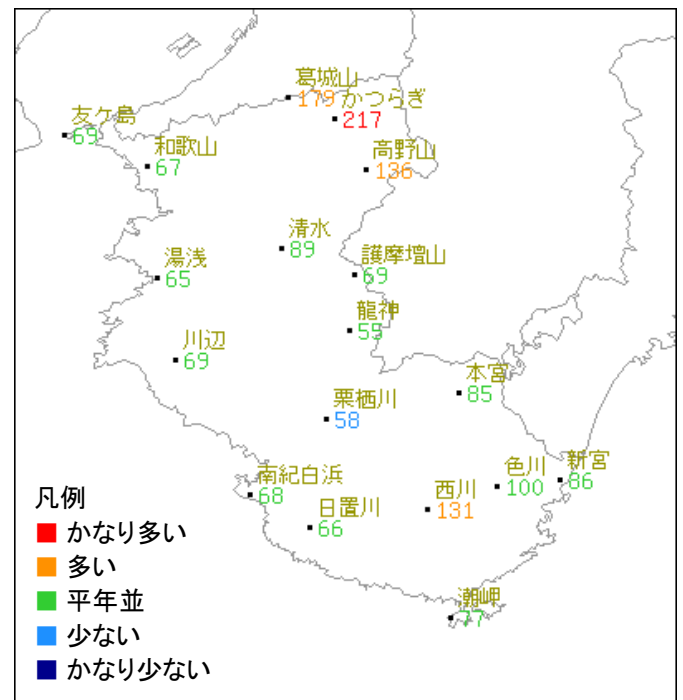 葛城山
179
かつらぎ
217
友ケ島
69
和歌山
67
高野山
136
清水
89
護摩壇山
69
湯浅
65
龍神
55
川辺
69
本宮
85
栗栖川
58
色川
100
新宮
86
南紀白浜
68
西川
131
日置川
66
潮岬
77
凡例
かなり多い
多い
平年並
少ない
かなり少ない